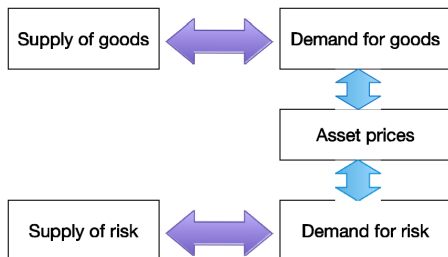 Supply of goods
Demand for goods
Asset prices
Supply of risk
Demand for risk